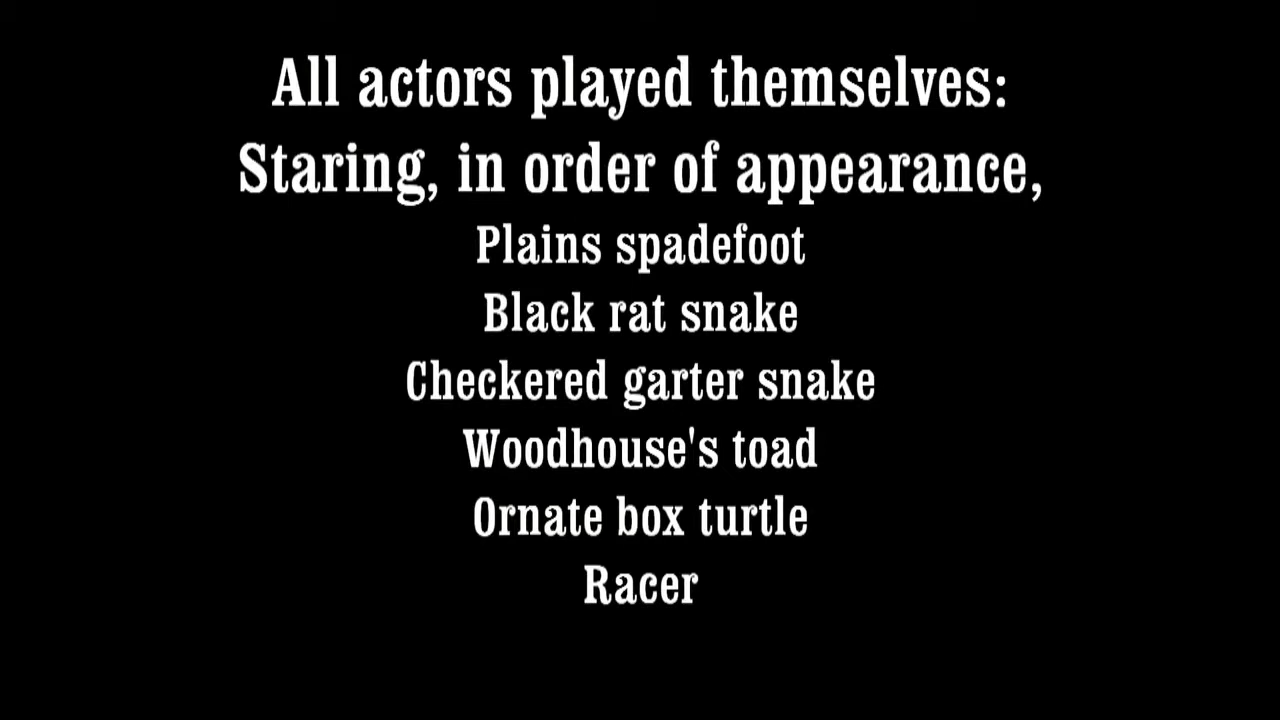 All actors played themselves:
Staring, in order of appearance,
Plains spadefoot
Black rat snake
Checkered garter snake
Woodhouse's toad
Ornate box turtle
Racer